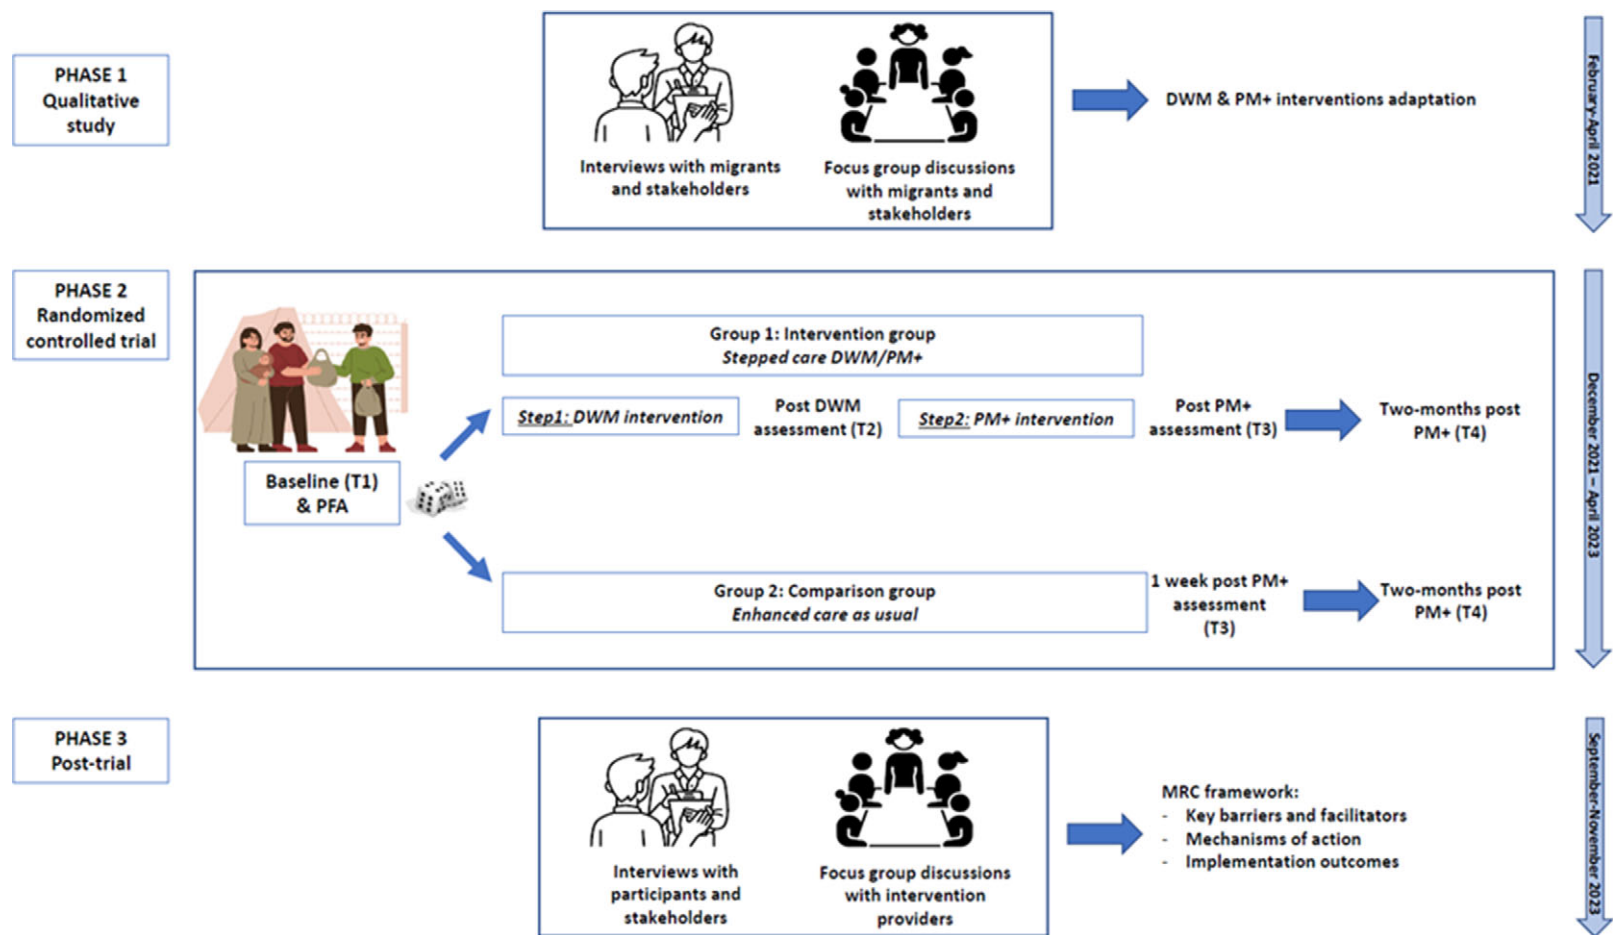 PHASE 1
Qualitative
study
Interviews with migrants
and stakeholders
Focus group discussions
with migrants and
stakeholders
DWM & PM+ interventions adaptation
February-April 2021
PHASE 2
Randomized
controlled trial
Baseline (T1)
& PFA
Group 1: Intervention group
Stepped care DWM/PM+
Step1: DWM intervention
Post DWM
assessment (T2)
Step2: PM+ intervention
Post PM+
assessment (T3)
Two-months post
PM+ (T4)
Group 2: Comparison group
Enhanced care as usual
1 week post PM+
assessment
(T3)
Two-months post
PM+ (T4)
December 2021 – April 2023
PHASE 3
Post-trial
Interviews with
participants and
stakeholders
Focus group discussions
with intervention
providers
MRC framework:
- Key barriers and facilitators
- Mechanisms of action
- Implementation outcomes
September-November 2023